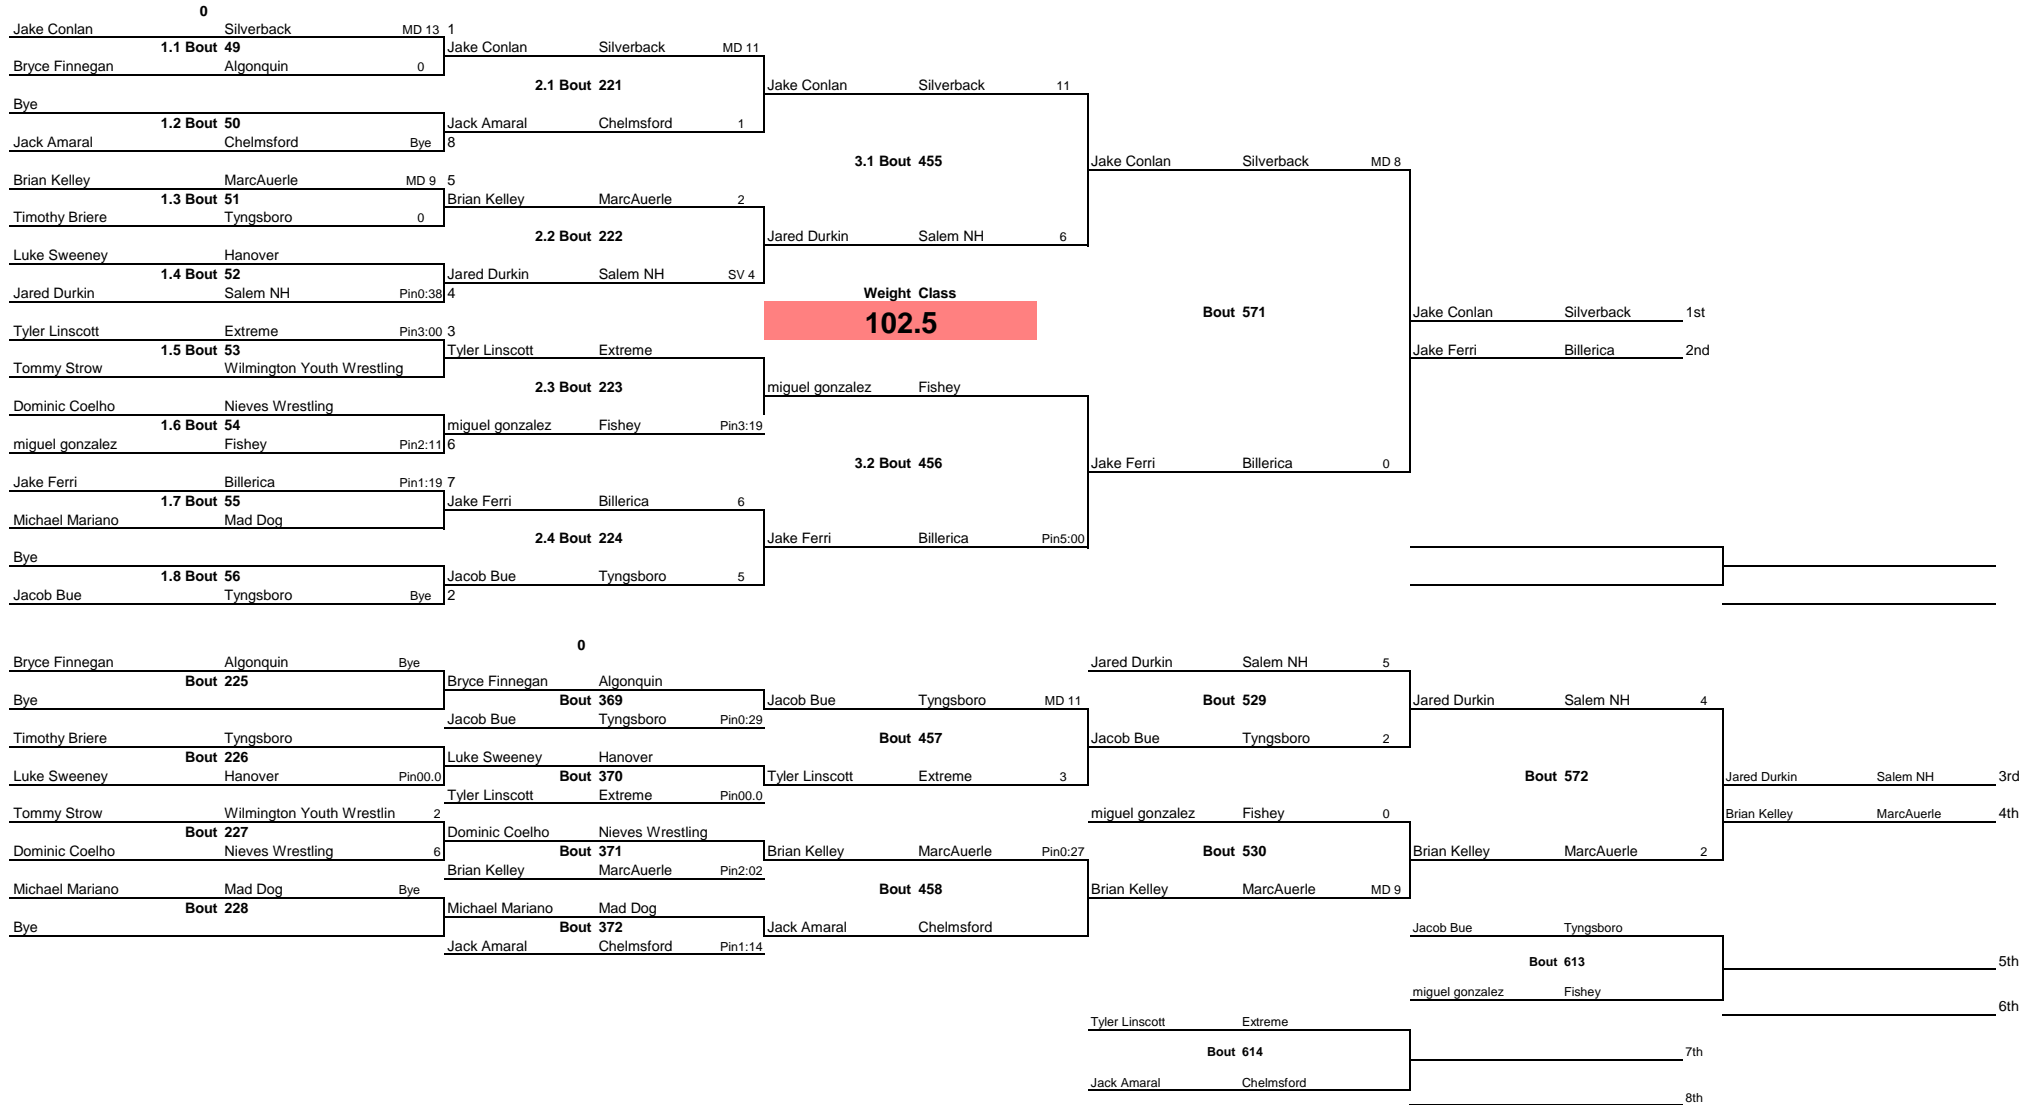 0
Jake Conlan Silverback MD 13 1
1.1 Bout 49 Jake Conlan Silverback MD 11
Bryce Finnegan Algonquin 0
2.1 Bout 221 Jake Conlan Silverback 11
Bye
1.2 Bout 50 Jack Amaral Chelmsford 1
Jack Amaral Chelmsford Bye 8
3.1 Bout 455 Jake Conlan Silverback MD 8
Brian Kelley MarcAuerle MD 9 5
1.3 Bout 51 Brian Kelley MarcAuerle 2
Timothy Briere Tyngsboro 0
2.2 Bout 222 Jared Durkin Salem NH 6
Luke Sweeney Hanover
1.4 Bout 52 Jared Durkin Salem NH SV 4
Jared Durkin Salem NH Pin0:38 4 Weight Class
102.5 Bout 571 Jake Conlan Silverback 1st
Tyler Linscott Extreme Pin3:00 3
1.5 Bout 53 Tyler Linscott Extreme Jake Ferri Billerica 2nd
Tommy Strow Wilmington Youth Wrestling
2.3 Bout 223 miguel gonzalez Fishey
Dominic Coelho Nieves Wrestling
1.6 Bout 54 miguel gonzalez Fishey Pin3:19
miguel gonzalez Fishey Pin2:11 6
3.2 Bout 456 Jake Ferri Billerica 0
Jake Ferri Billerica Pin1:19 7
1.7 Bout 55 Jake Ferri Billerica 6
Michael Mariano Mad Dog
2.4 Bout 224 Jake Ferri Billerica Pin5:00
Bye
1.8 Bout 56 Jacob Bue Tyngsboro 5
Jacob Bue Tyngsboro Bye 2
0
Bryce Finnegan Algonquin Bye Jared Durkin Salem NH 5
Bout 225 Bryce Finnegan Algonquin
Bye Bout 369 Jacob Bue Tyngsboro MD 11 Bout 529 Jared Durkin Salem NH 4
Jacob Bue Tyngsboro Pin0:29
Timothy Briere Tyngsboro Bout 457 Jacob Bue Tyngsboro 2
Bout 226 Luke Sweeney Hanover
Luke Sweeney Hanover Pin00.0 Bout 370 Tyler Linscott Extreme 3 Bout 572 Jared Durkin Salem NH 3rd
Tyler Linscott Extreme Pin00.0
Tommy Strow Wilmington Youth Wrestlin 2 miguel gonzalez Fishey 0 Brian Kelley MarcAuerle 4th
Bout 227 Dominic Coelho Nieves Wrestling
Dominic Coelho Nieves Wrestling 6 Bout 371 Brian Kelley MarcAuerle Pin0:27 Bout 530 Brian Kelley MarcAuerle 2
Brian Kelley MarcAuerle Pin2:02
Michael Mariano Mad Dog Bye Bout 458 Brian Kelley MarcAuerle MD 9
Bout 228 Michael Mariano Mad Dog
Bye Bout 372 Jack Amaral Chelmsford Jacob Bue Tyngsboro
Jack Amaral Chelmsford Pin1:14
Bout 613 5th
miguel gonzalez Fishey
6th
Tyler Linscott Extreme
Bout 614 7th
Jack Amaral Chelmsford
8th